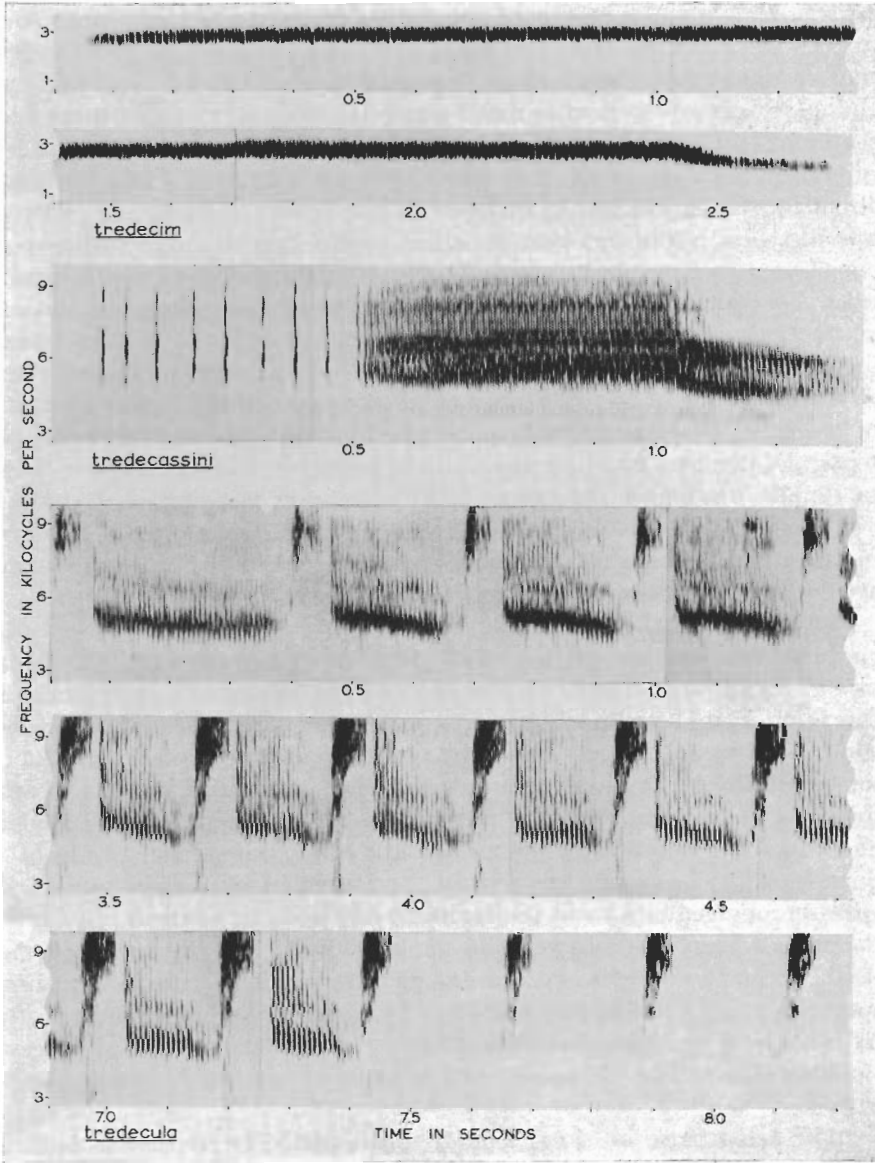 3-
1-
0.5 1.0
3-
1-
1.5 2.0 2.5
tredecim
9-
6-
3-
0.5 1.0
tredecassini
FREQUENCY IN KILOCYCLES PER SECOND
9-
6-
3-
0.5 1.0
9-
6-
3-
3.5 4.0 4.5
9-
6-
3-
7.0 7.5 8.0
tredecula TIME IN SECONDS